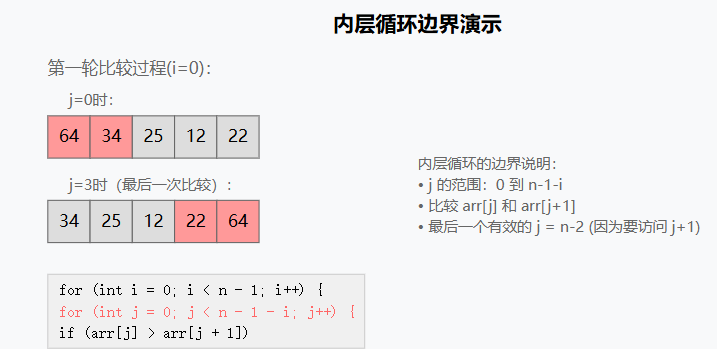 内层循环边界演示
第一轮比较过程(i=0)：
j=0时：
64 34 25 12 22
j=3时（最后一次比较）：
34 25 12 22 64
内层循环的边界说明：
• j 的范围：0 到 n-1-i
• 比较 arr[j] 和 arr[j+1]
• 最后一个有效的 j = n-2 (因为要访问 j+1)
for (int i = 0; i < n - 1; i++) {
for (int j = 0; j < n - 1 - i; j++) {
if (arr[j] > arr[j + 1])